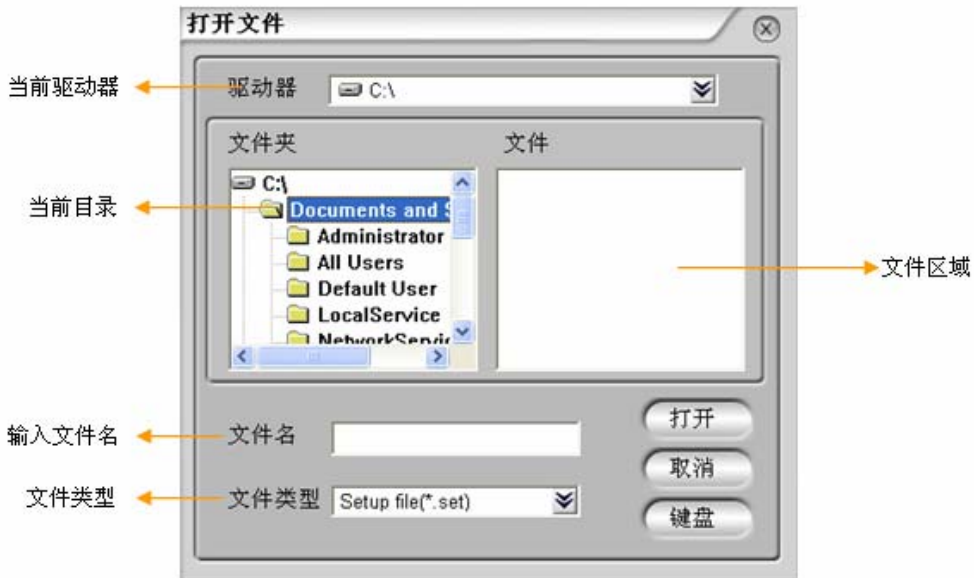 打开文件
当前驱动器
驱动器
C:\
文件夹
文件
C:\
当前目录
Documents and
Administrator
All Users
Default User
LocalService
文件区域
输入文件名
文件名
打开
取消
文件类型
文件类型
Setup file(*.set)
键盘